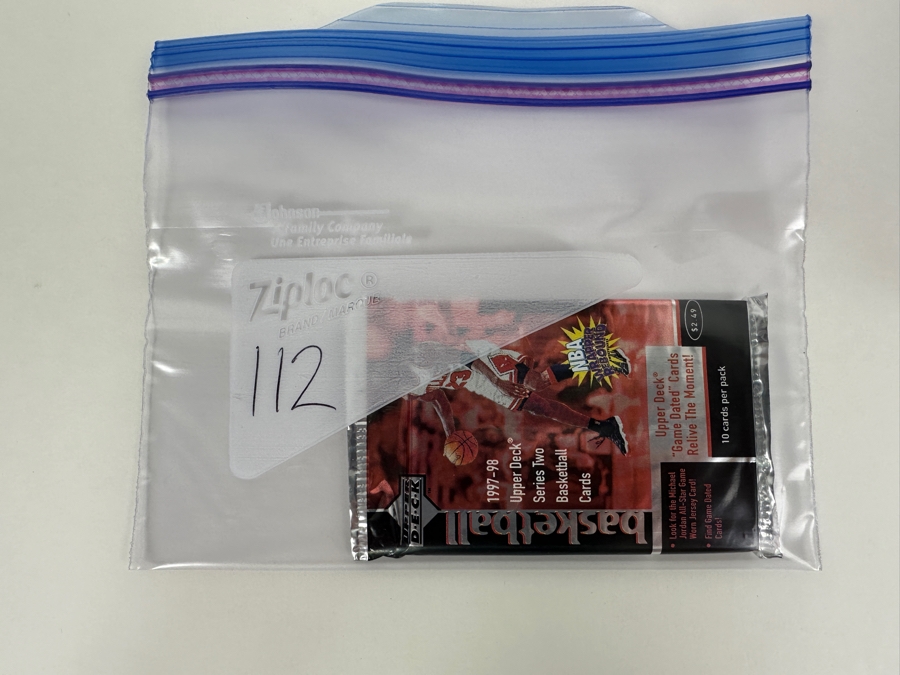 Johnson
A Family Company
Une Entreprise Familiale
Ziploc®
BRAND/MARQUE
112
$2.49
NBA
Upper Deck®
"Game Dated" Cards
Relive The Moment!
10 cards per pack
1997-98
Upper Deck®
Series Two
Basketball
Cards
UPPER
DECK
basketball
• Look for the Michael
Jordan All-Star Game
Worn Jersey Card!
• Find Game Dated
Cards!